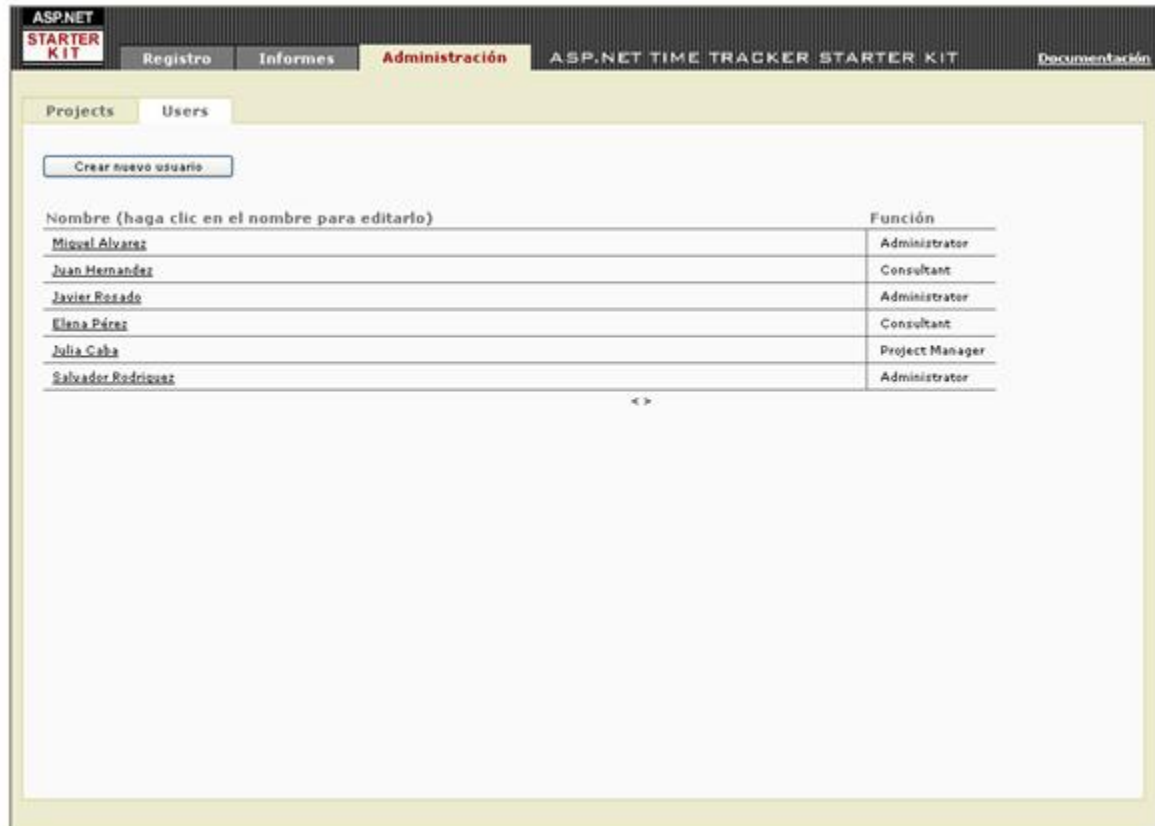 ASP.NET
STARTER
KIT
Registro Informes Administración ASP.NET TIME TRACKER STARTER KIT Documentación
Projects Users
Crear nuevo usuario
Nombre (haga clic en el nombre para editarlo) Función
Miguel Alvarez Administrator
Juan Hernandez Consultant
Javier Rosado Administrator
Elena Pérez Consultant
Julia Caba Project Manager
Salvador Rodriguez Administrator
< >